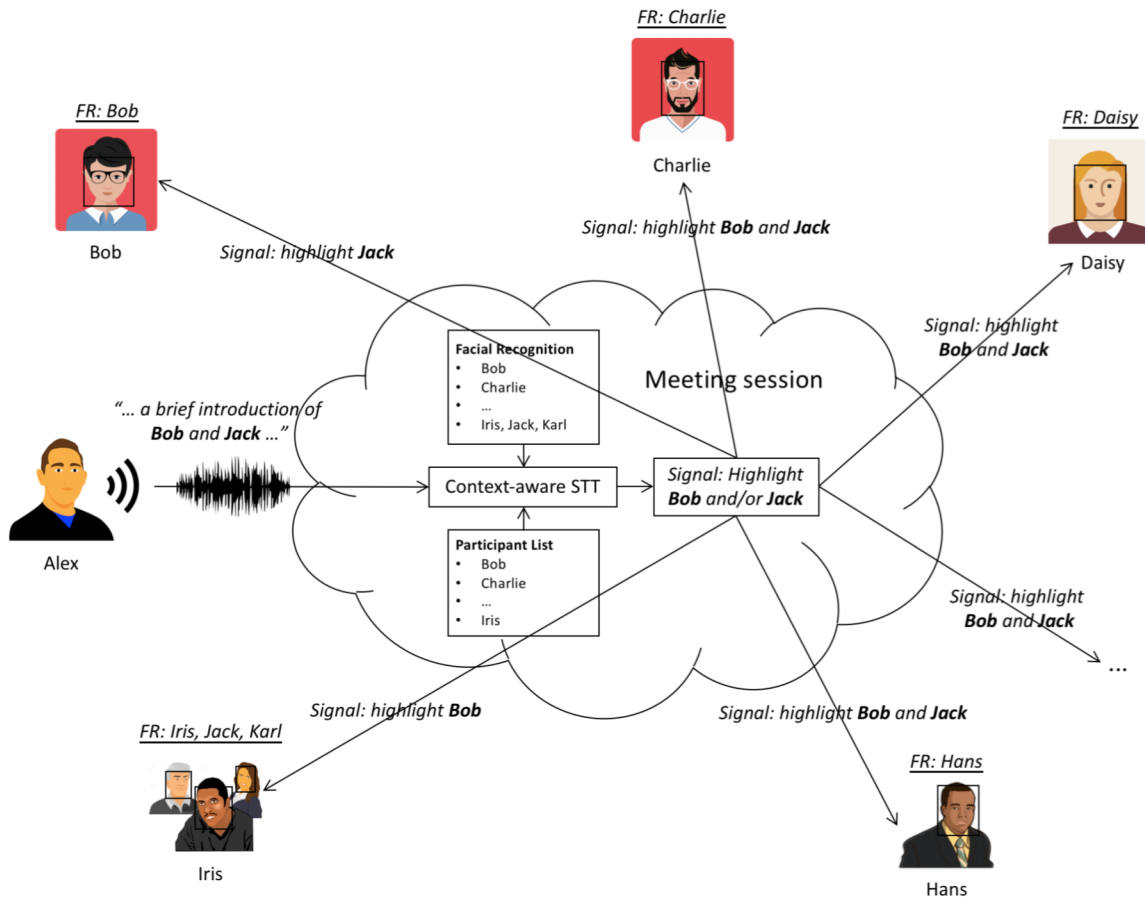 FR: Charlie
FR: Bob
FR: Daisy
Charlie
Bob
Daisy
Signal: highlight Bob and Jack
Signal: highlight Jack
Signal: highlight
Bob and Jack
Facial Recognition
• Bob
• Charlie
• ...
• Iris, Jack, Karl
Meeting session
“... a brief introduction of
Bob and Jack ...”
Context-aware STT
Signal: Highlight
Bob and/or Jack
Alex
Participant List
• Bob
• Charlie
• ...
• Iris
Signal: highlight
Bob and Jack
...
Signal: highlight Bob
Signal: highlight Bob and Jack
FR: Iris, Jack, Karl
FR: Hans
Iris
Hans